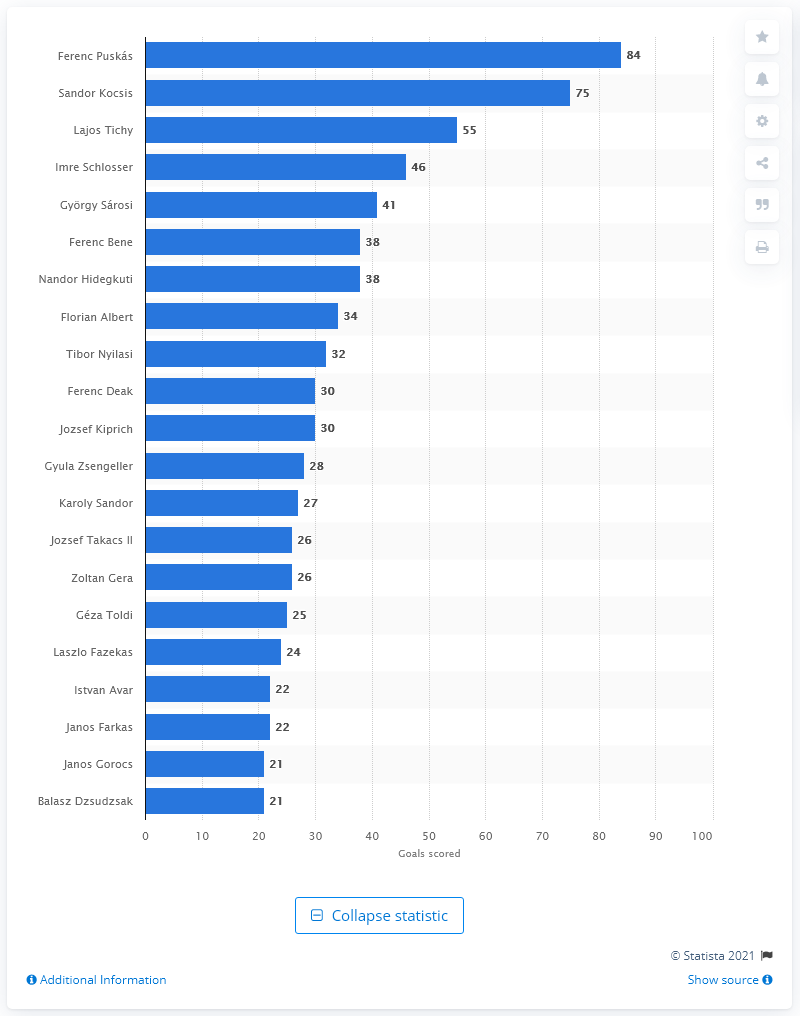 Ferenc Puskás 84
Sandor Kocsis 75
Lajos Tichy 55
Imre Schlosser 46
György Sárosi 41
Ferenc Bene 38
Nandor Hidegkuti 38
Florian Albert 34
Tibor Nyilasi 32
Ferenc Deak 30
Jozsef Kiprich 30
Gyula Zsengeller 28
Karoly Sandor 27
Jozsef Takacs II 26
Zoltan Gera 26
Géza Toldi 25
Laszlo Fazekas 24
Istvan Avar 22
Janos Farkas 22
Janos Gorocs 21
Balasz Dzsudzsak 21
0 10 20 30 40 50 60 70 80 90 100
Goals scored
Collapse statistic
© Statista 2021
Additional Information Show source